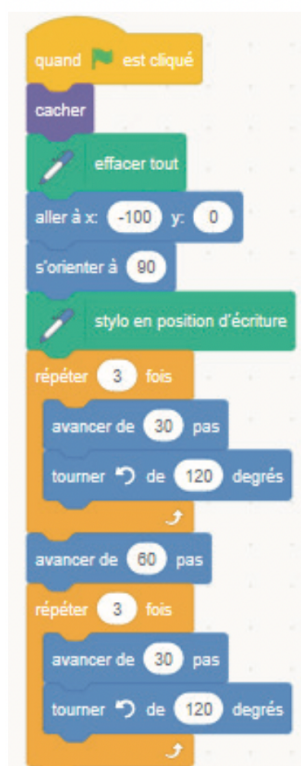 quand est cliqué
cacher
effacer tout
aller à x: -100 y: 0
s'orienter à 90
stylo en position d'écriture
répéter 3 fois
avancer de 30 pas
tourner de 120 degrés
avancer de 60 pas
répéter 3 fois
avancer de 30 pas
tourner de 120 degrés